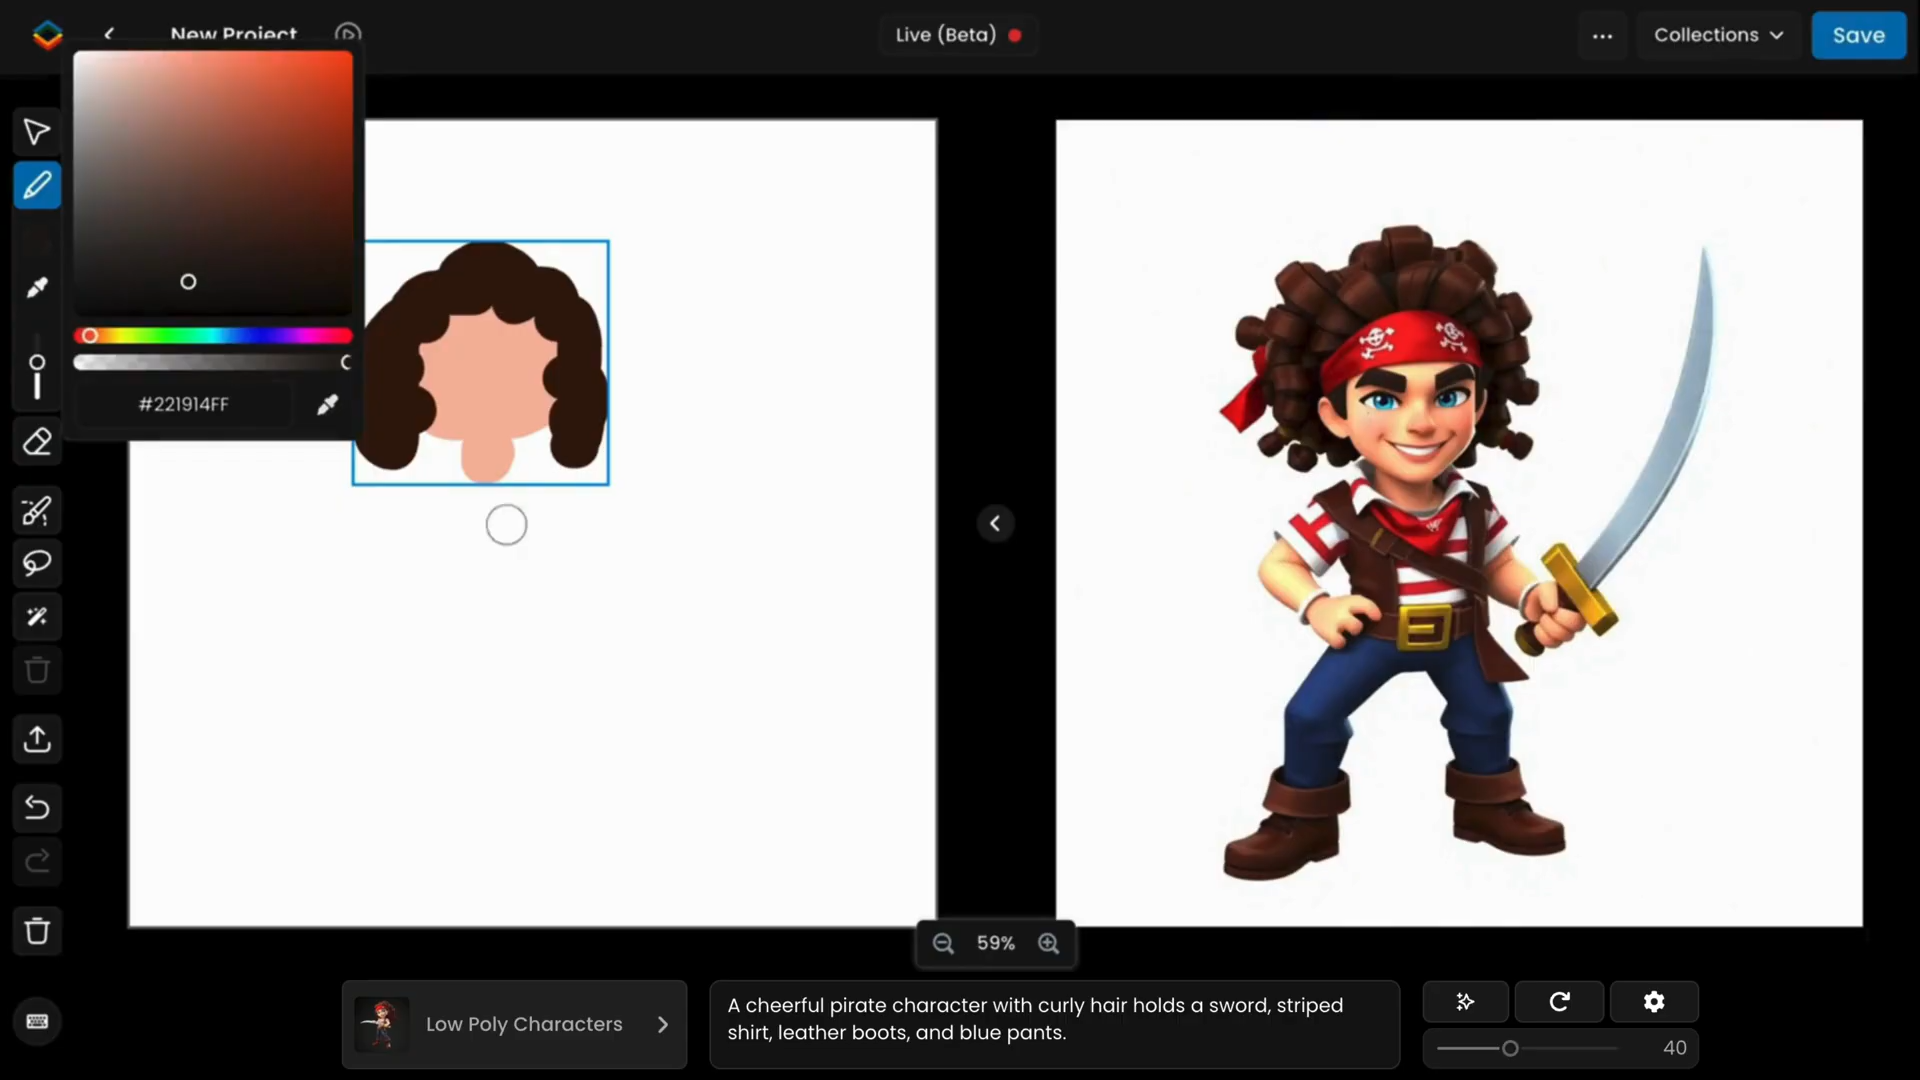 New Project
Live (Beta)
Collections
Save
#221914FF
59%
Low Poly Characters
A cheerful pirate character with curly hair holds a sword, striped
shirt, leather boots, and blue pants.
40